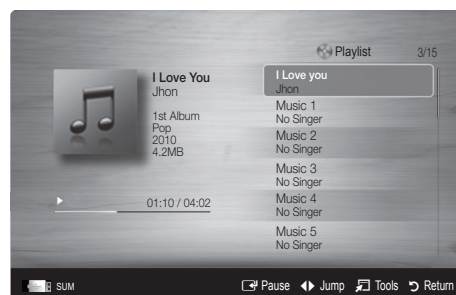 Playlist 3/15
I Love You
Jhon
1st Album
Pop
2010
4.2MB
01:10 / 04:02
I Love you
Jhon
Music 1
No Singer
Music 2
No Singer
Music 3
No Singer
Music 4
No Singer
Music 5
No Singer
SUM Pause Jump Tools Return